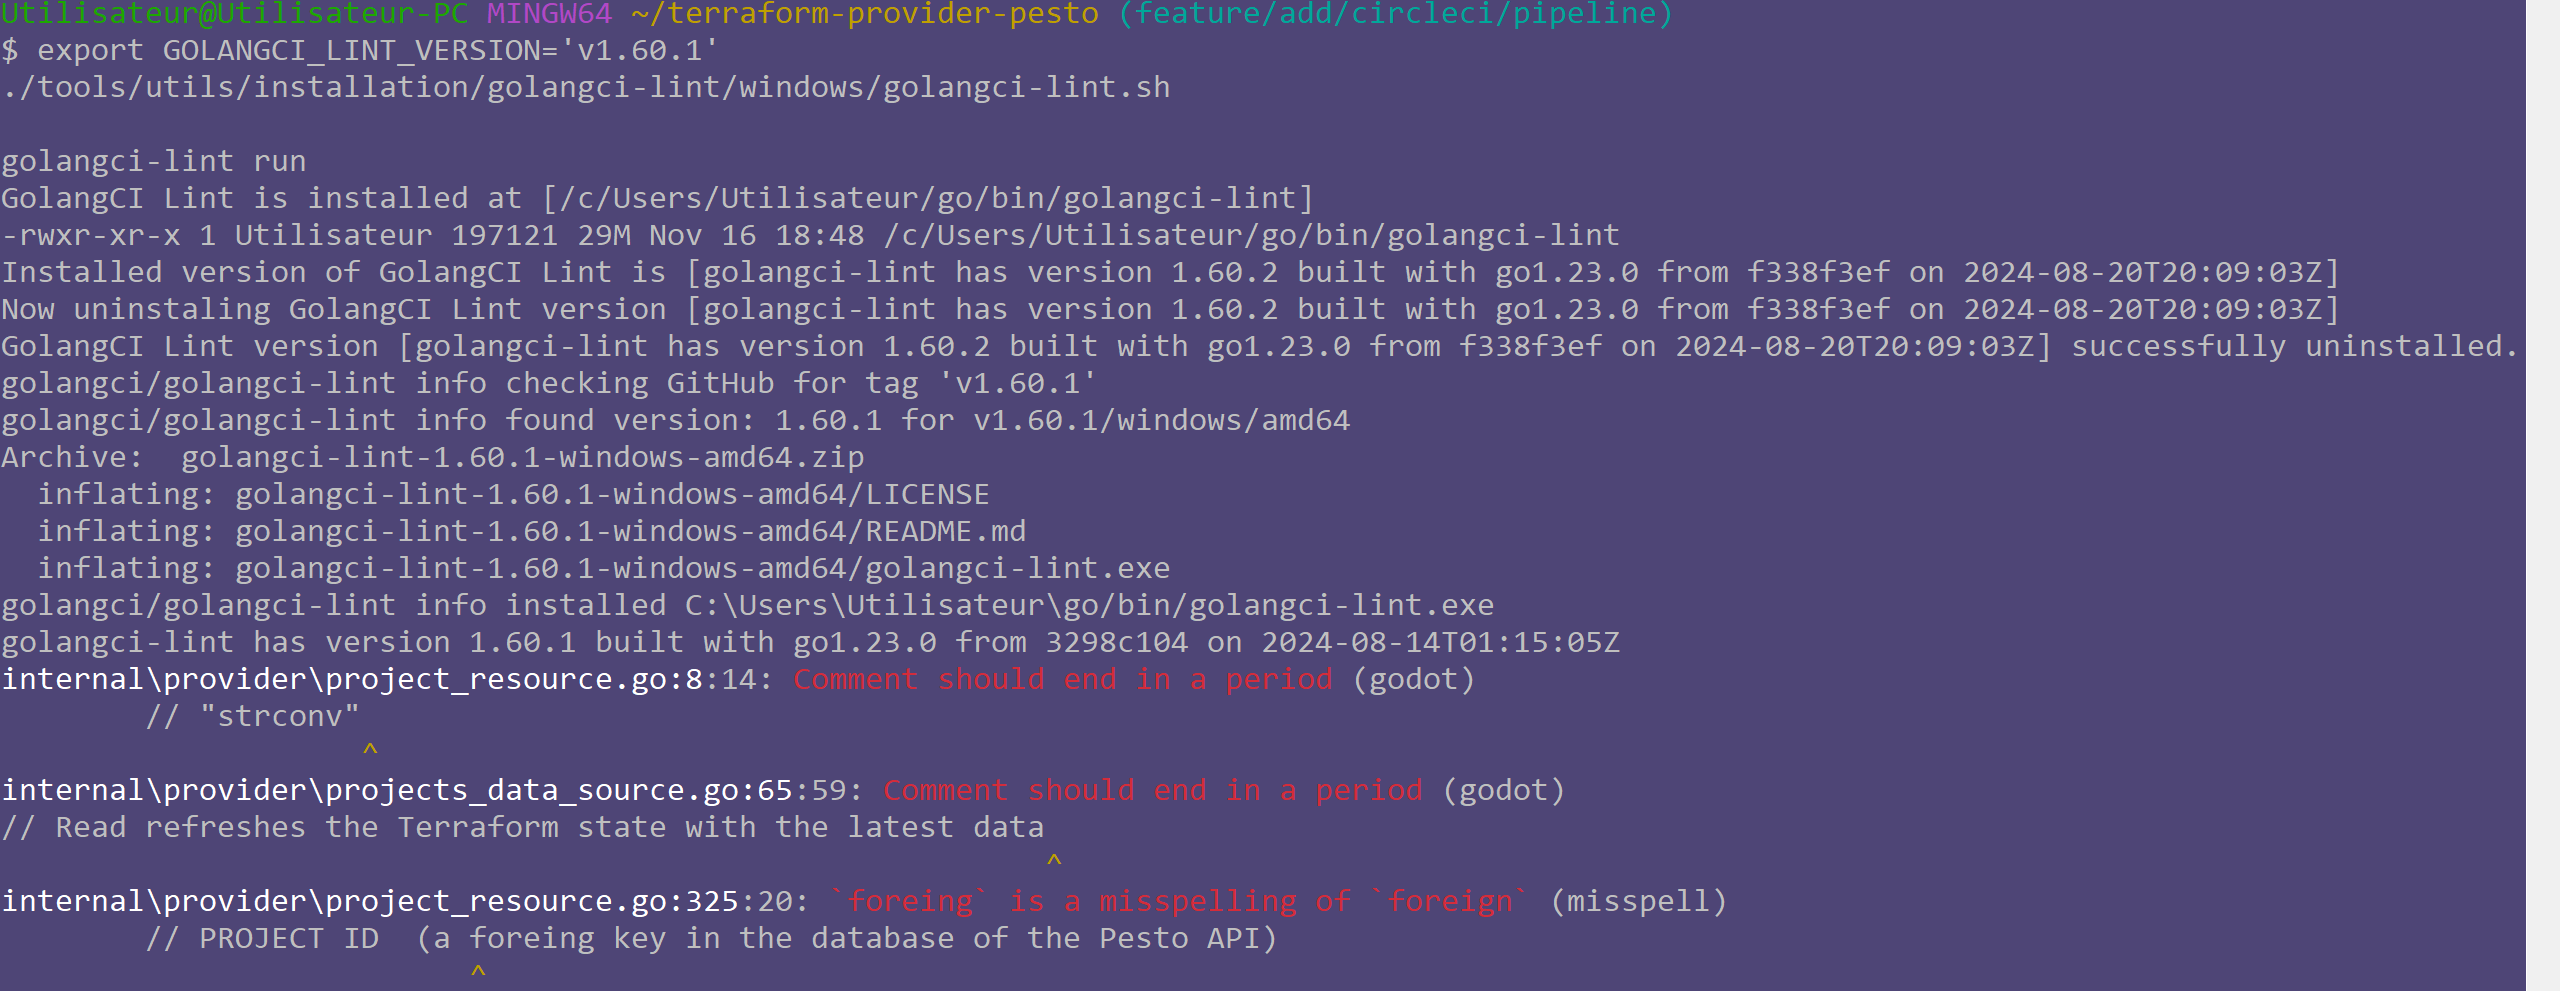 Utilisateur@Utilisateur-PC MINGW64 ~/terraform-provider-pesto (feature/add/circleci/pipeline)
$ export GOLANGCI_LINT_VERSION='v1.60.1'
./tools/utils/installation/golangci-lint/windows/golangci-lint.sh

golangci-lint run
GolangCI Lint is installed at [/c/Users/Utilisateur/go/bin/golangci-lint]
-rwxr-xr-x 1 Utilisateur 197121 29M Nov 16 18:48 /c/Users/Utilisateur/go/bin/golangci-lint
Installed version of GolangCI Lint is [golangci-lint has version 1.60.2 built with go1.23.0 from f338f3ef on 2024-08-20T20:09:03Z]
Now uninstaling GolangCI Lint version [golangci-lint has version 1.60.2 built with go1.23.0 from f338f3ef on 2024-08-20T20:09:03Z]
GolangCI Lint version [golangci-lint has version 1.60.2 built with go1.23.0 from f338f3ef on 2024-08-20T20:09:03Z] successfully uninstalled.
golangci/golangci-lint info checking GitHub for tag 'v1.60.1'
golangci/golangci-lint info found version: 1.60.1 for v1.60.1/windows/amd64
Archive:  golangci-lint-1.60.1-windows-amd64.zip
  inflating: golangci-lint-1.60.1-windows-amd64/LICENSE
  inflating: golangci-lint-1.60.1-windows-amd64/README.md
  inflating: golangci-lint-1.60.1-windows-amd64/golangci-lint.exe
golangci/golangci-lint info installed C:\Users\Utilisateur\go/bin/golangci-lint.exe
golangci-lint has version 1.60.1 built with go1.23.0 from 3298c104 on 2024-08-14T01:15:05Z
internal\provider\project_resource.go:8:14: Comment should end in a period (godot)
        // "strconv"
                    ^
internal\provider\projects_data_source.go:65:59: Comment should end in a period (godot)
// Read refreshes the Terraform state with the latest data
                                                          ^
internal\provider\project_resource.go:325:20: `foreing` is a misspelling of `foreign` (misspell)
        // PROJECT ID  (a foreing key in the database of the Pesto API)
                          ^